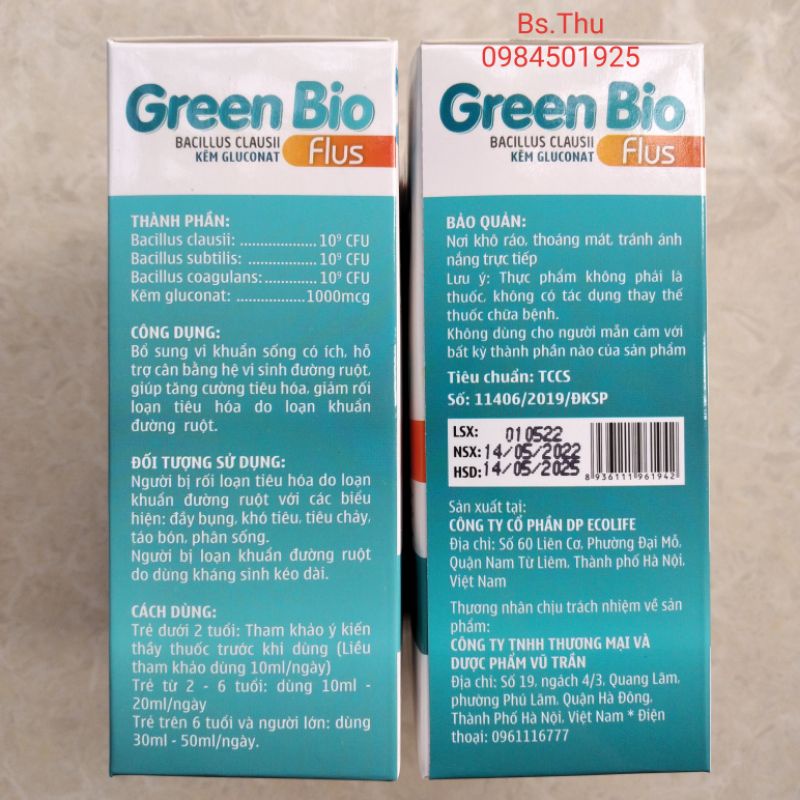 Bs.Thu
0984501925
Green Bio
BACILLUS CLAUSII
KẼM GLUCONAT
Flus
THÀNH PHẦN:
Bacillus clausii: ................... 10⁹ CFU
Bacillus subtilis: .................. 10⁹ CFU
Bacillus coagulans: ............. 10⁹ CFU
Kẽm gluconat: .................1000mcg
CÔNG DỤNG:
Bổ sung vi khuẩn sống có ích, hỗ
trợ cân bằng hệ vi sinh đường ruột,
giúp tăng cường tiêu hóa, giảm rối
loạn tiêu hóa do loạn khuẩn
đường ruột.
ĐỐI TƯỢNG SỬ DỤNG:
Người bị rối loạn tiêu hóa do loạn
khuẩn đường ruột với các biểu
hiện: đầy bụng, khó tiêu, tiêu chảy,
táo bón, phân sống.
Người bị loạn khuẩn đường ruột
do dùng kháng sinh kéo dài.
CÁCH DÙNG:
Trẻ dưới 2 tuổi: Tham khảo ý kiến
thầy thuốc trước khi dùng (Liều
tham khảo dùng 10ml/ngày)
Trẻ từ 2 - 6 tuổi: dùng 10ml -
20ml/ngày
Trẻ trên 6 tuổi và người lớn: dùng
30ml - 50ml/ngày.
Green Bio
BACILLUS CLAUSII
KẼM GLUCONAT
Flus
BẢO QUẢN:
Nơi khô ráo, thoáng mát, tránh ánh
nắng trực tiếp
Lưu ý: Thực phẩm không phải là
thuốc, không có tác dụng thay thế
thuốc chữa bệnh.
Không dùng cho người mẫn cảm với
bất kỳ thành phần nào của sản phẩm
Tiêu chuẩn: TCCS
Số: 11406/2019/ĐKSP
LSX: 010522
NSX: 14/05/2022
HSD: 14/05/2025
8 936111 961942
Sản xuất tại:
CÔNG TY CỔ PHẦN DP ECOLIFE
Địa chỉ: Số 60 Liên Cơ, Phường Đại Mỗ,
Quận Nam Từ Liêm, Thành phố Hà Nội,
Việt Nam
Thương nhân chịu trách nhiệm về sản
phẩm:
CÔNG TY TNHH THƯƠNG MẠI VÀ
DƯỢC PHẨM VŨ TRẦN
Địa chỉ: Số 19, ngách 4/3, Quang Lãm,
phường Phú Lãm, Quận Hà Đông,
Thành Phố Hà Nội, Việt Nam * Điện
thoại: 0961116777